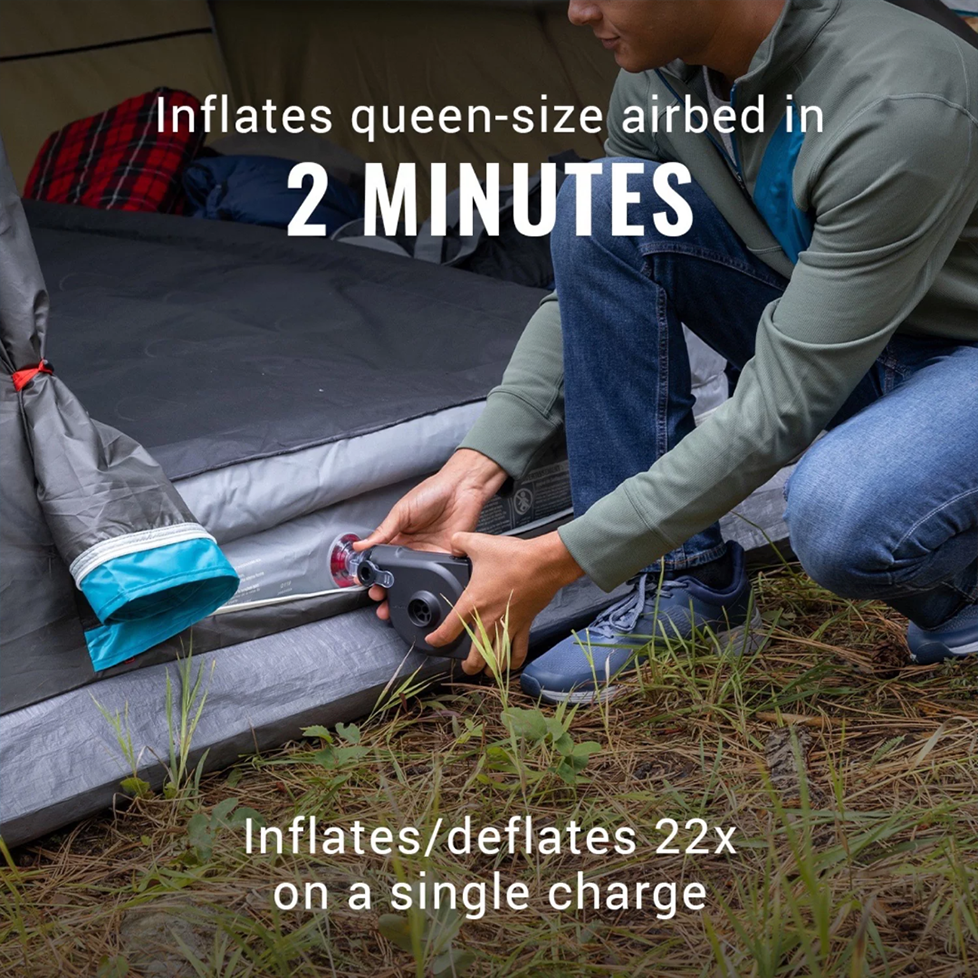 Inflates queen-size airbed in
2 MINUTES
Inflates/deflates 22x
on a single charge